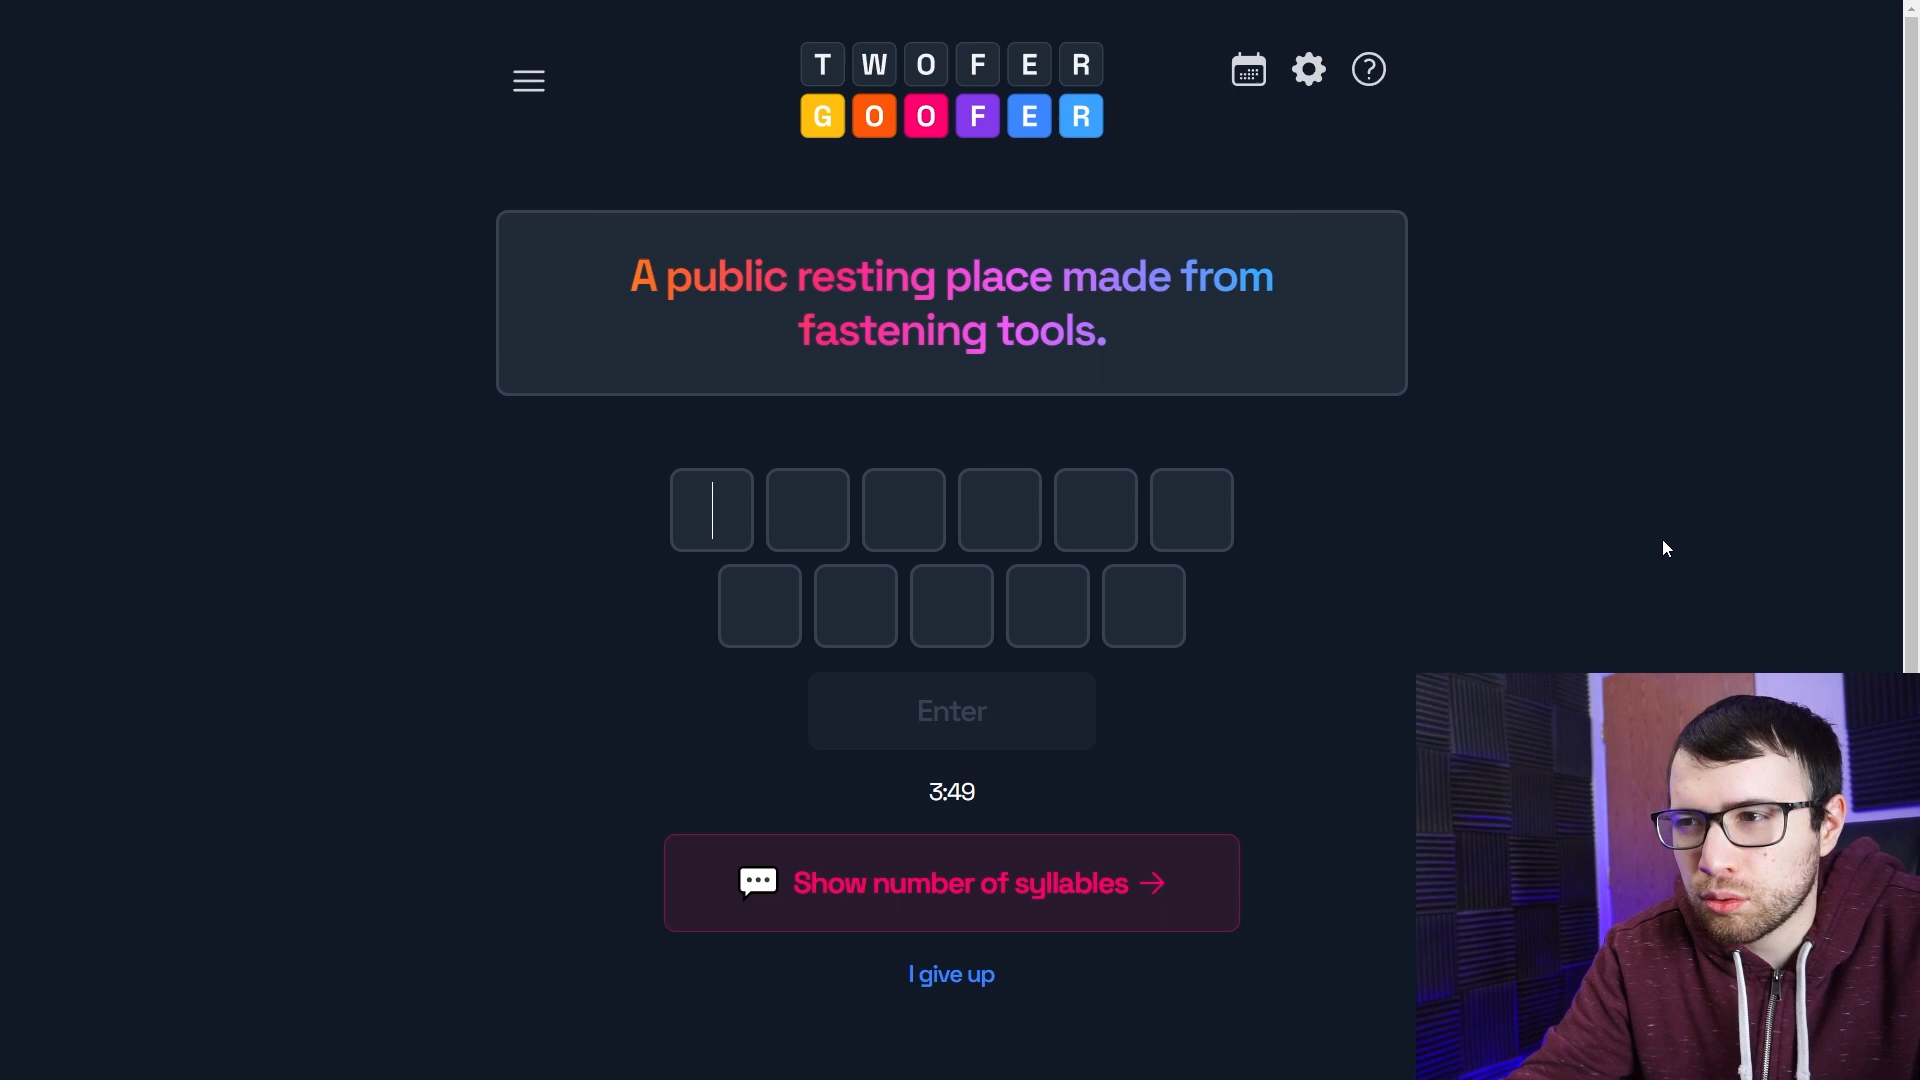 TWOFER
GOOFER
A public resting place made from
fastening tools.
Enter
3:49
Show number of syllables →
I give up